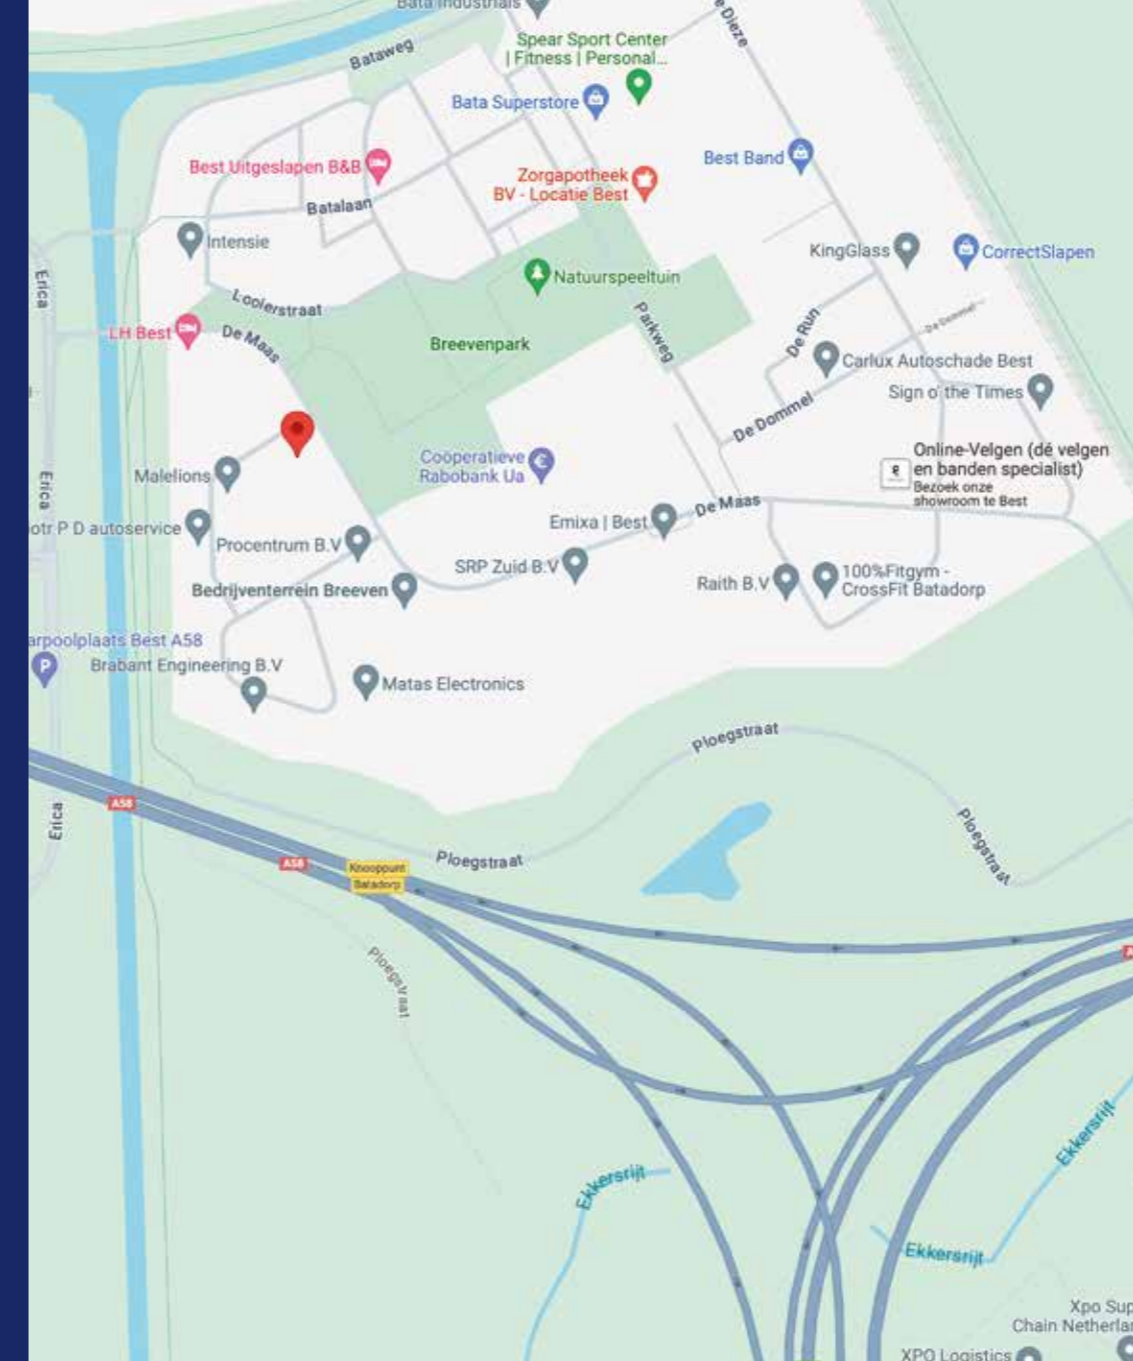 Bata Industrials
De Dieze
Spear Sport Center
| Fitness | Personal...
Bataweg
Bata Superstore
Best Band
Best Uitgeslapen B&B
Zorgapotheek
BV - Locatie Best
Batalaan
Intensie
KingGlass
CorrectSlapen
Erica
Natuurspeeltuin
Looierstraat
De Dommel
LH Best
De Maas
Breevenpark
Parkweg
De Run
Carlux Autoschade Best
Sign o' the Times
De Dommel
Online-Velgen (dé velgen
en banden specialist)
Bezoek onze
showroom te Best
Coöperatieve
Rabobank Ua
Malelions
Erica
De Maas
Emixa | Best
otr P D autoservice
Procentrum B.V
SRP Zuid B.V
Raith B.V
100%Fitgym -
CrossFit Batadorp
Bedrijventerrein Breeven
arpoolplaats Best A58
P
Brabant Engineering B.V
Matas Electronics
Ploegstraat
A58
Erica
Ploegstraat
A58
Knooppunt
Batadorp
Ploegstraat
Ploegstraat
Ekkersrijt
Ekkersrijt
Ekkersrijt
Xpo Sup
Chain Netherlan
XPO Logistics